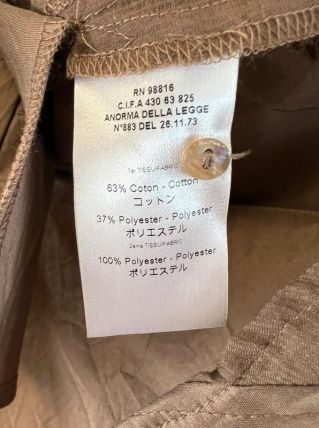 RN 98816
C.I.F.A 430 63 825
ANORMA DELLA LEGGE
N°883 DEL 26.11.73
1er TISSU/FABRIC
63% Coton - Cotton
コットン
37% Polyester - Polyester
ポリエステル
2ème TISSU/FABRIC
100% Polyester - Polyester
ポリエステル